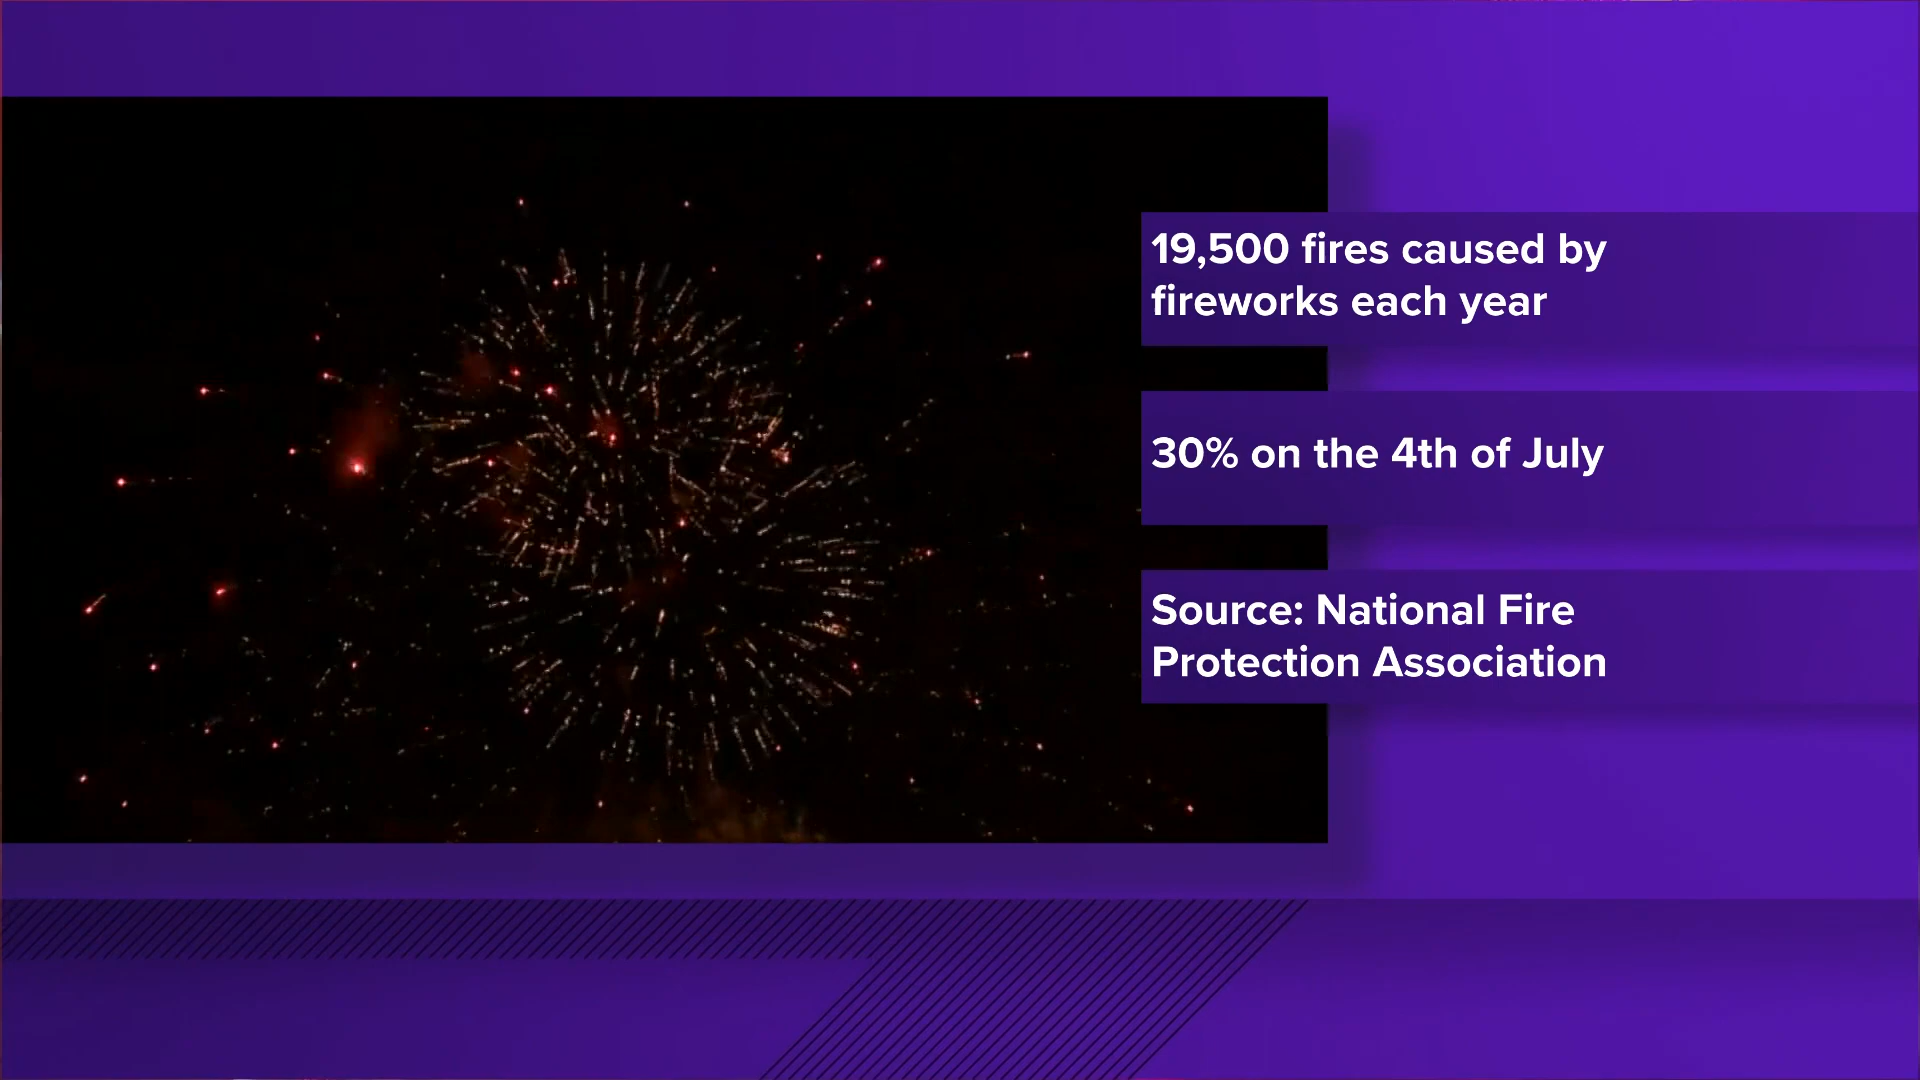 19,500 fires caused by
fireworks each year
30% on the 4th of July
Source: National Fire
Protection Association